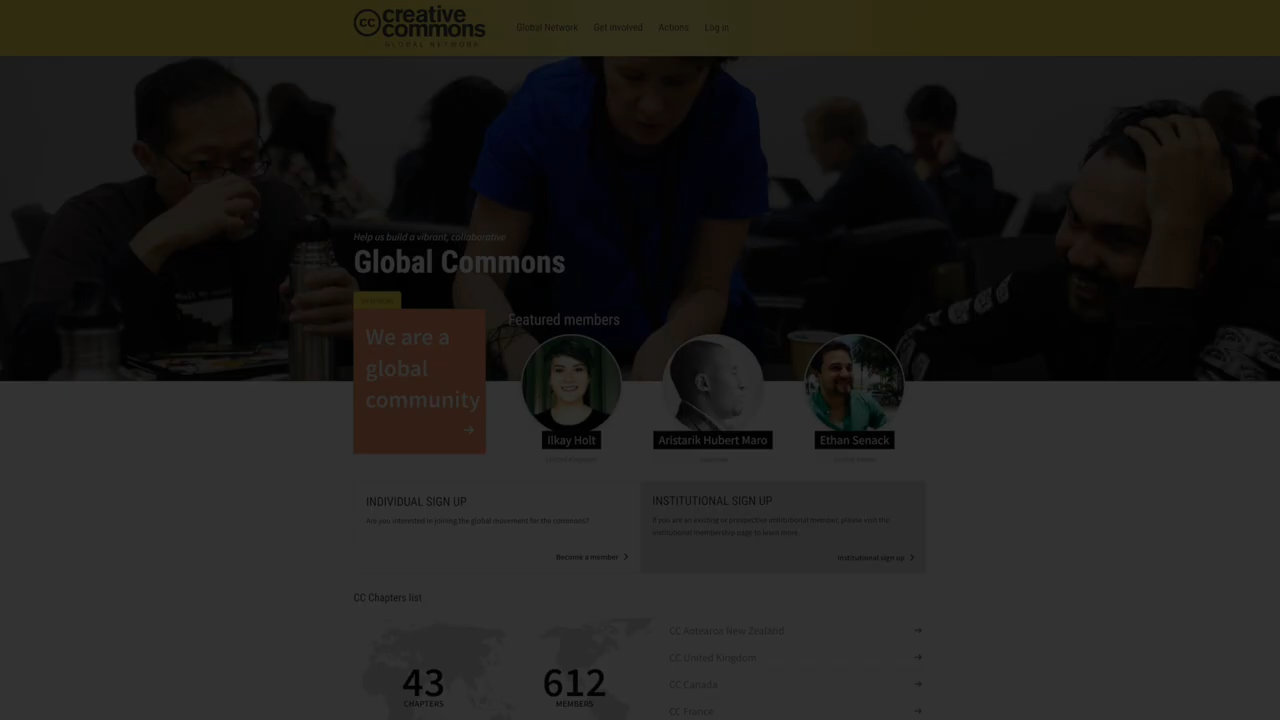 cc creative
commons
GLOBAL NETWORK
Global Network Get involved Actions Log in
Help us build a vibrant, collaborative
Global Commons
We are a
global
community
Featured members
Ilkay Holt
Aristarik Hubert Maro
Ethan Senack
INDIVIDUAL SIGN UP
Are you interested in joining the global movement for the commons?
Become a member
INSTITUTIONAL SIGN UP
If you are an existing or prospective institutional member, please visit the
institutional membership page to learn more.
Institutional sign up
CC Chapters list
43
CHAPTERS
612
MEMBERS
CC Aotearoa New Zealand
CC United Kingdom
CC Canada
CC France